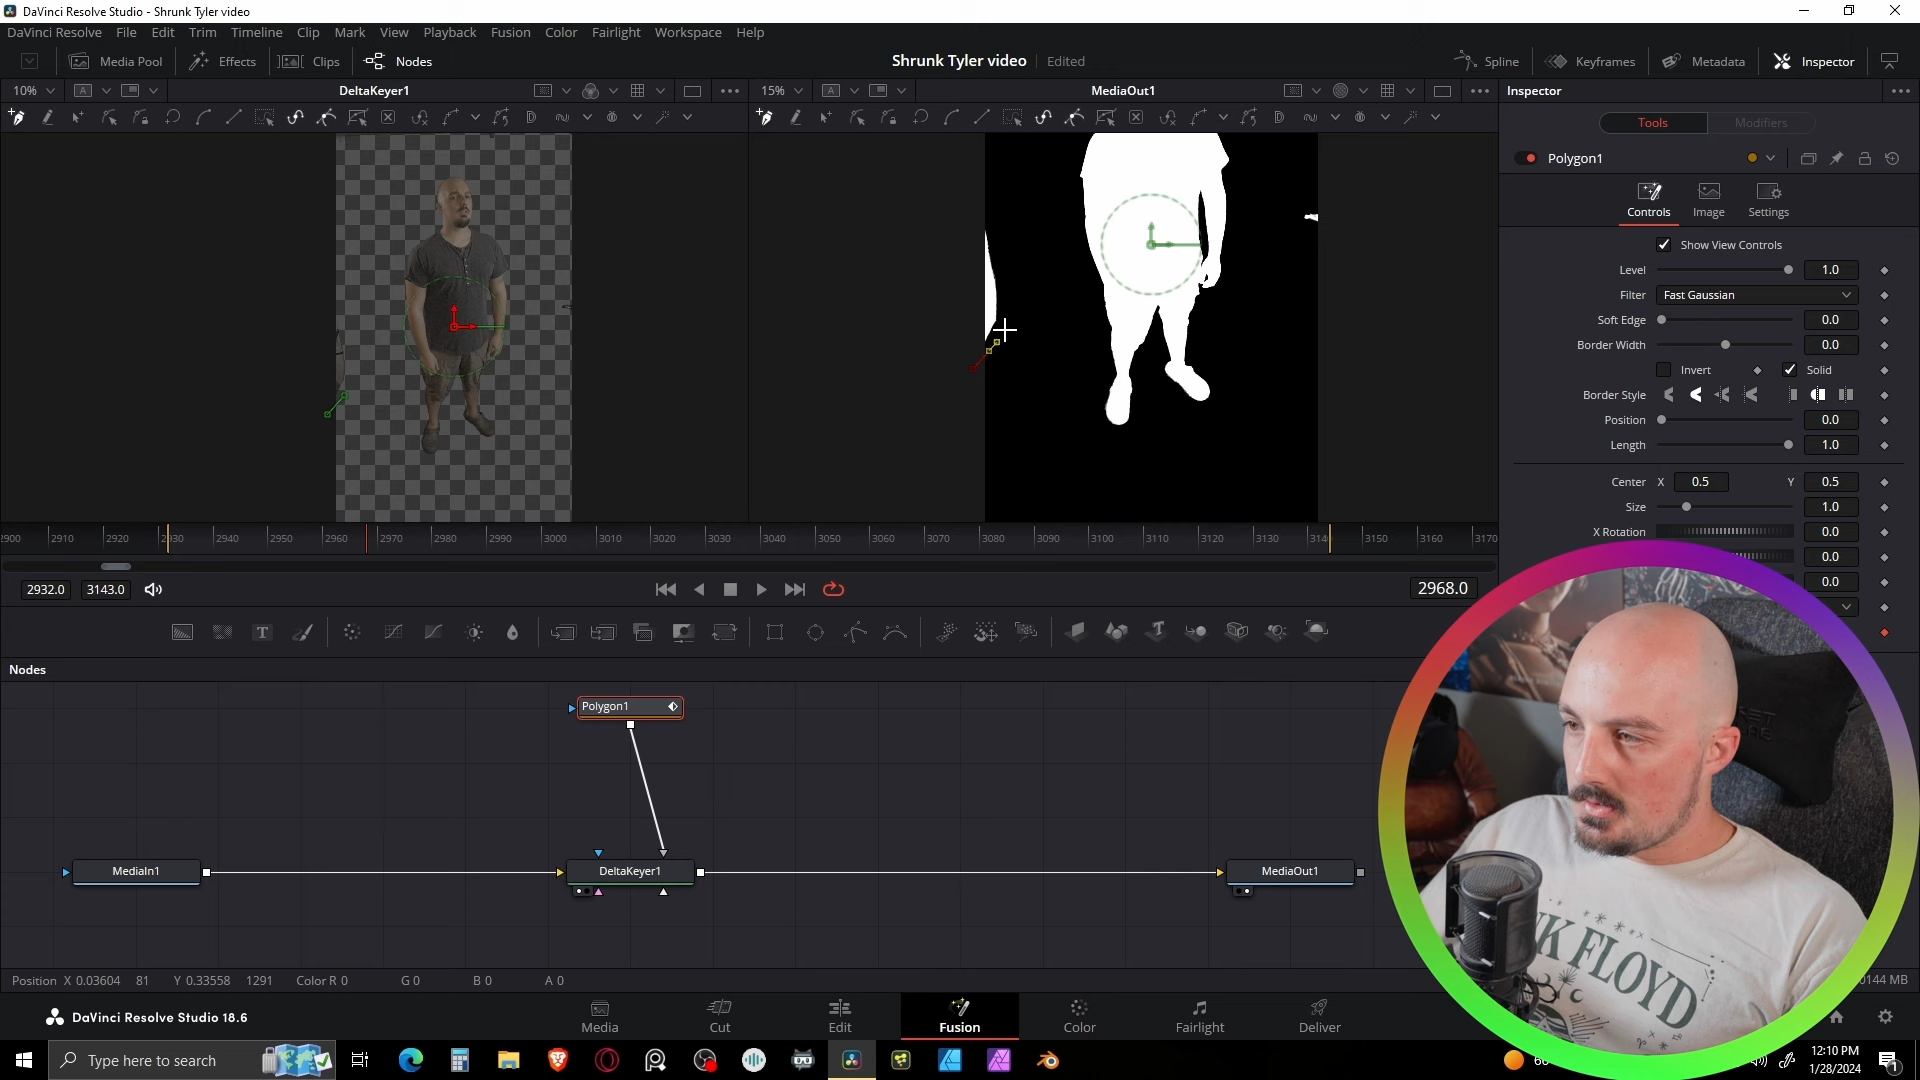 DaVinci Resolve Studio - Shrunk Tyler video
DaVinci Resolve File Edit Trim Timeline Clip Mark View Playback Fusion Color Fairlight Workspace Help
Media Pool Effects Clips Nodes Shrunk Tyler video Edited Spline Keyframes Metadata Inspector
10% A DeltaKeyer1 15% A MediaOut1 Inspector
Tools Modifiers
Polygon1
Controls Image Settings
Show View Controls
Level 1.0
Filter Fast Gaussian
Soft Edge 0.0
Border Width 0.0
Invert Solid
Border Style
Position 0.0
Length 1.0
Center X 0.5 Y 0.5
Size 1.0
X Rotation 0.0
0.0
0.0
2900 2910 2920 2930 2940 2950 2960 2970 2980 2990 3000 3010 3020 3030 3040 3050 3060 3070 3080 3090 3100 3110 3120 3130 3140 3150 3160 3170
2932.0 3143.0 2968.0
Nodes
Polygon1
MediaIn1 DeltaKeyer1 MediaOut1
Position X 0.03604 81 Y 0.33558 1291 Color R 0 G 0 B 0 A 0
0144 MB
DaVinci Resolve Studio 18.6
Media Cut Edit Fusion Color Fairlight Deliver
Type here to search
12:10 PM
1/28/2024
1
NK FLOYD